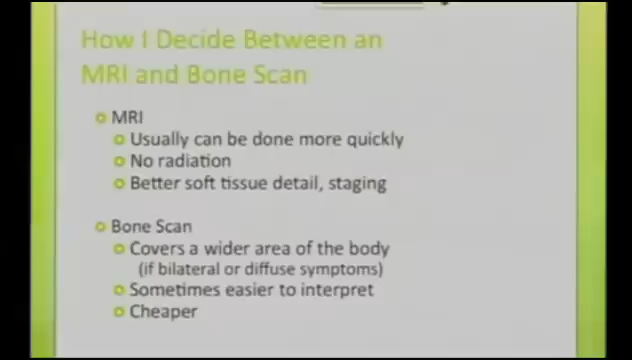 How I Decide Between an
MRI and Bone Scan
MRI
Usually can be done more quickly
No radiation
Better soft tissue detail, staging
Bone Scan
Covers a wider area of the body
(if bilateral or diffuse symptoms)
Sometimes easier to interpret
Cheaper